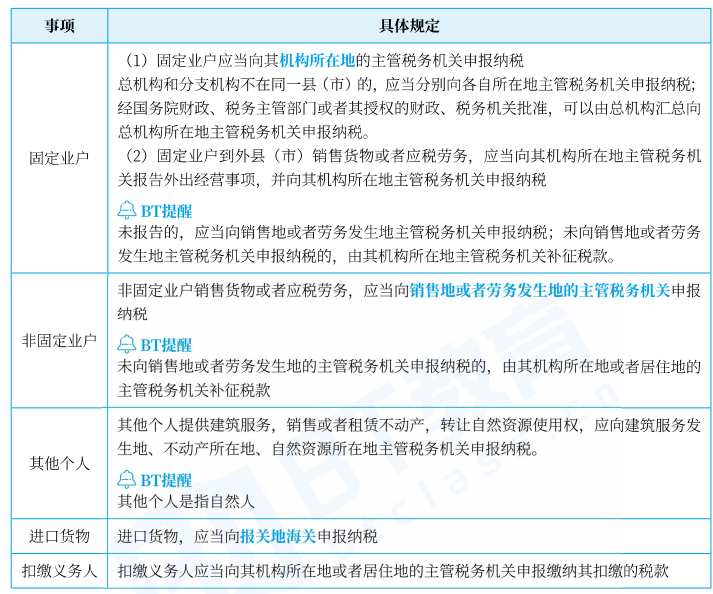 事项 具体规定
固定业户
（1）固定业户应当向其机构所在地的主管税务机关申报纳税
总机构和分支机构不在同一县（市）的，应当分别向各自所在地主管税务机关申报纳税；
经国务院财政、税务主管部门或者其授权的财政、税务机关批准，可以由总机构汇总向
总机构所在地主管税务机关申报纳税。
（2）固定业户到外县（市）销售货物或者应税劳务，应当向其机构所在地主管税务机
关报告外出经营事项，并向其机构所在地主管税务机关申报纳税
BT提醒
未报告的，应当向销售地或者劳务发生地主管税务机关申报纳税；未向销售地或者劳务
发生地主管税务机关申报纳税的，由其机构所在地主管税务机关补征税款。
非固定业户
非固定业户销售货物或者应税劳务，应当向销售地或者劳务发生地的主管税务机关申报
纳税
BT提醒
未向销售地或者劳务发生地的主管税务机关申报纳税的，由其机构所在地或者居住地的
主管税务机关补征税款
其他个人
其他个人提供建筑服务，销售或者租赁不动产，转让自然资源使用权，应向建筑服务发
生地、不动产所在地、自然资源所在地主管税务机关申报纳税。
BT提醒
其他个人是指自然人
进口货物 进口货物，应当向报关地海关申报纳税
扣缴义务人 扣缴义务人应当向其机构所在地或者居住地的主管税务机关申报缴纳其扣缴的税款
BT教育
btclass.cn